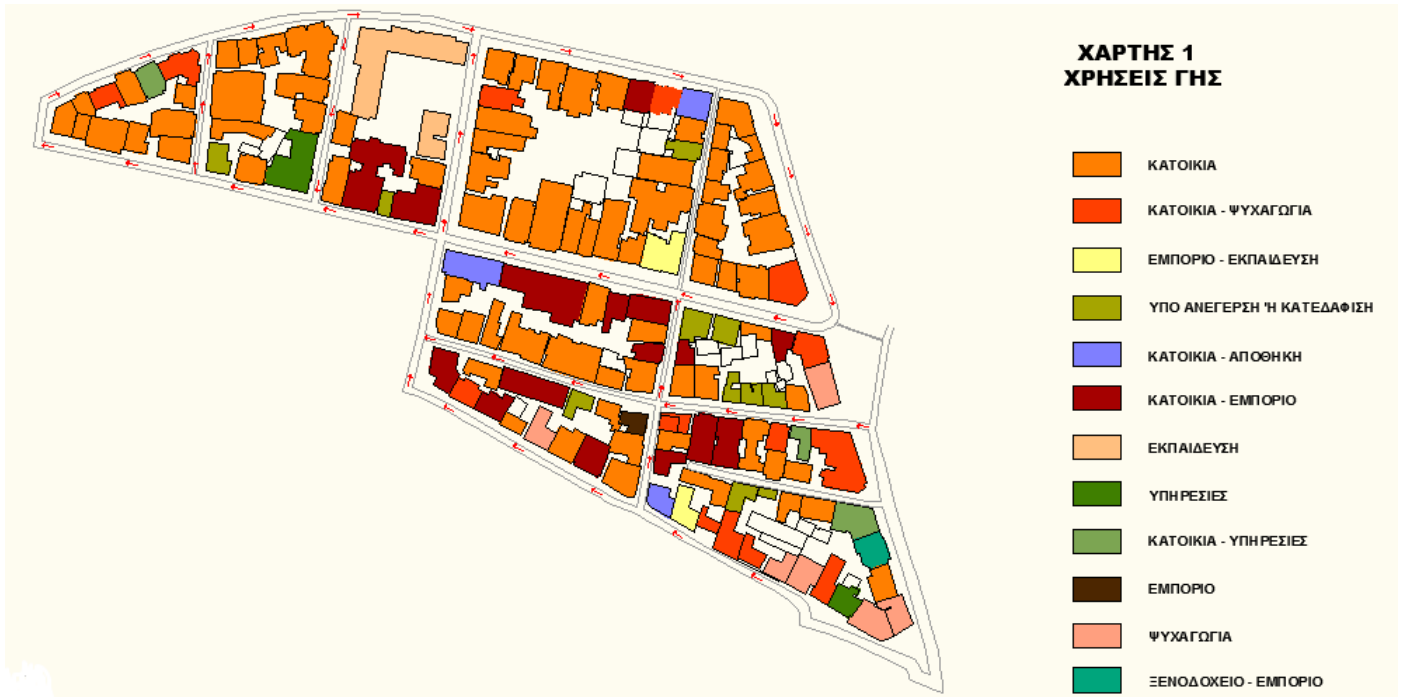 ΧΑΡΤΗΣ 1
ΧΡΗΣΕΙΣ ΓΗΣ
ΚΑΤΟΙΚΙΑ
ΚΑΤΟΙΚΙΑ - ΨΥΧΑΓΩΓΙΑ
ΕΜΠΟΡΙΟ - ΕΚΠΑΙΔΕΥΣΗ
ΥΠΟ ΑΝΕΓΕΡΣΗ Ή ΚΑΤΕΔΑΦΙΣΗ
ΚΑΤΟΙΚΙΑ - ΑΠΟΘΗΚΗ
ΚΑΤΟΙΚΙΑ - ΕΜΠΟΡΙΟ
ΕΚΠΑΙΔΕΥΣΗ
ΥΠΗΡΕΣΙΕΣ
ΚΑΤΟΙΚΙΑ - ΥΠΗΡΕΣΙΕΣ
ΕΜΠΟΡΙΟ
ΨΥΧΑΓΩΓΙΑ
ΞΕΝΟΔΟΧΕΙΟ - ΕΜΠΟΡΙΟ